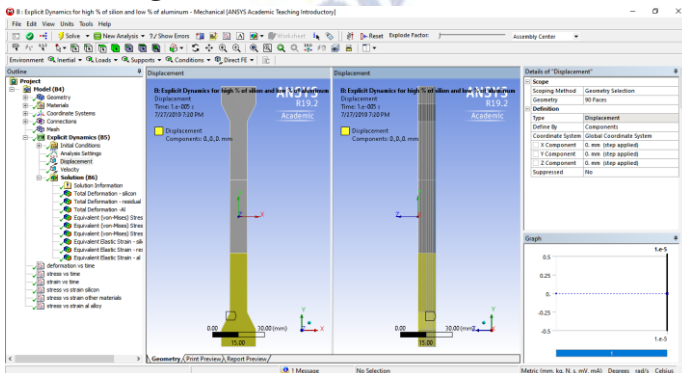 B : Explicit Dynamics for high % of silion and low % of aluminum - Mechanical [ANSYS Academic Teaching Introductory]
File Edit View Units Tools Help
Solve New Analysis ?/ Show Errors Worksheet
Reset Explode Factor: Assembly Center
Environment Inertial Loads Supports Conditions Direct FE
Outline
Project
Model (B4)
Geometry
Materials
Coordinate Systems
Connections
Mesh
Explicit Dynamics (B5)
Initial Conditions
Analysis Settings
Displacement
Velocity
Solution (B6)
Solution Information
Total Deformation - silicon
Total Deformation - residual
Total Deformation -Al
Equivalent (von-Mises) Stres
Equivalent (von-Mises) Stres
Equivalent (von-Mises) Stres
Equivalent Elastic Strain - sili
Equivalent Elastic Strain - res
Equivalent Elastic Strain - al
deformation vs time
stress vs time
strain vs time
stress vs strain silicon
stress vs strain other materials
stress vs strain al alloy
Displacement
B: Explicit Dynamics for high % of silion and low % of aluminum
Displacement
Time: 1.e-005 s
7/27/2019 7:20 PM
Displacement
Components: 0.,0.,0. mm
ANSYS
R19.2
Academic
Y
X
0.00 30.00 (mm)
15.00
Displacement
B: Explicit Dynamics for high % of silion and low % of aluminum
Displacement
Time: 1.e-005 s
7/27/2019 7:20 PM
Displacement
Components: 0.,0.,0. mm
ANSYS
R19.2
Academic
Y
0.00 30.00 (mm)
15.00
Geometry Print Preview Report Preview
Details of "Displacement"
Scope
Scoping Method Geometry Selection
Geometry 90 Faces
Definition
Type Displacement
Define By Components
Coordinate System Global Coordinate System
X Component 0. mm (step applied)
Y Component 0. mm (step applied)
Z Component 0. mm (step applied)
Suppressed No
Graph
1.e-5
0.5
0.25
0.
-0.25
-0.5
1.e-5
1
1 Message No Selection Metric (mm, kg, N, s, mV, mA) Degrees rad/s Celsius